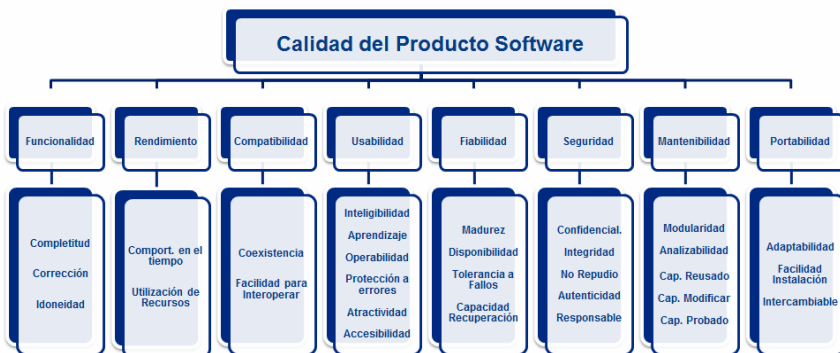 Calidad del Producto Software
Funcionalidad
Rendimiento
Compatibilidad
Usabilidad
Fiabilidad
Seguridad
Mantenibilidad
Portabilidad
Completitud
Corrección
Idoneidad
Comport. en el
tiempo
Utilización de
Recursos
Coexistencia
Facilidad para
Interoperar
Inteligibilidad
Aprendizaje
Operabilidad
Protección a
errores
Atractividad
Accesibilidad
Madurez
Disponibilidad
Tolerancia a
Fallos
Capacidad
Recuperación
Confidencial.
Integridad
No Repudio
Autenticidad
Responsable
Modularidad
Analizabilidad
Cap. Reusado
Cap. Modificar
Cap. Probado
Adaptabilidad
Facilidad
Instalación
Intercambiable